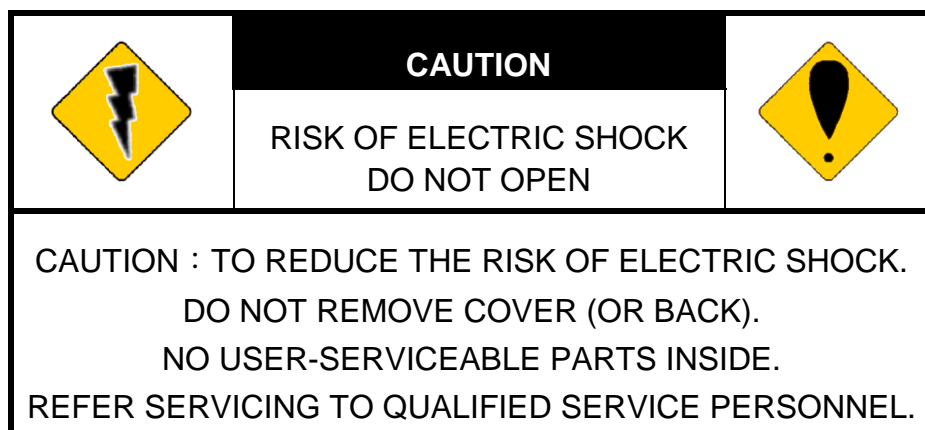 CAUTION
RISK OF ELECTRIC SHOCK
DO NOT OPEN
CAUTION：TO REDUCE THE RISK OF ELECTRIC SHOCK.
DO NOT REMOVE COVER (OR BACK).
NO USER-SERVICEABLE PARTS INSIDE.
REFER SERVICING TO QUALIFIED SERVICE PERSONNEL.